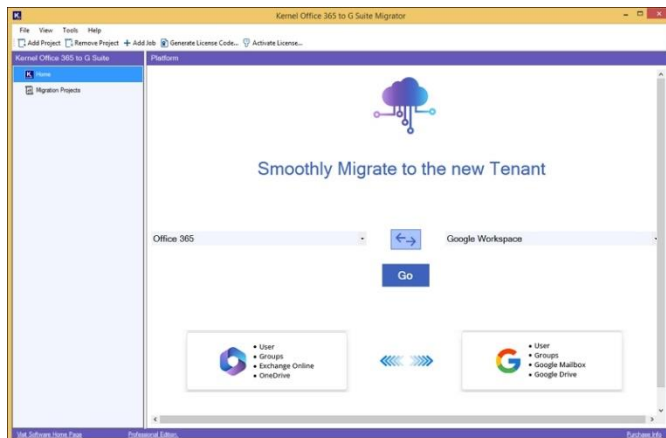 Kernel Office 365 to G Suite Migrator
File View Tools Help
Add Project Remove Project Add Job Generate License Code... Activate License...
Kernel Office 365 to G Suite
Platform
Home
Migration Projects
Smoothly Migrate to the new Tenant
Office 365
Google Workspace
Go
• User
• Groups
• Exchange Online
• OneDrive
• User
• Groups
• Google Mailbox
• Google Drive
Visit Software Home Page Professional Edition. Purchase Info